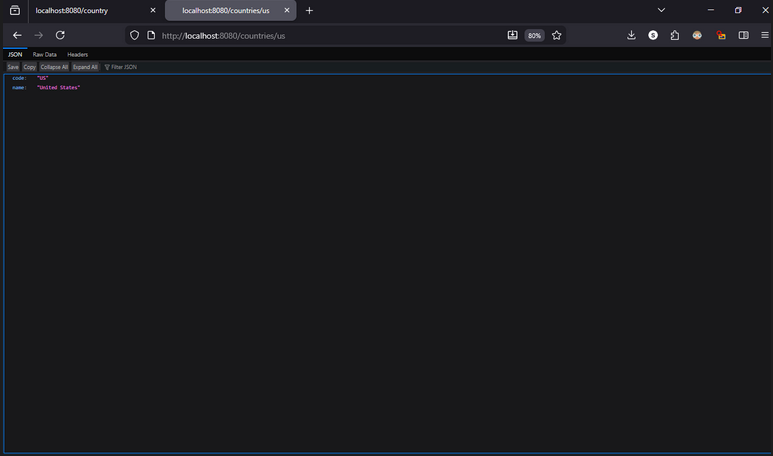 localhost:8080/country
localhost:8080/countries/us
http://localhost:8080/countries/us
80%
S
JSON Raw Data Headers
Save Copy Collapse All Expand All Filter JSON
code: "US"
name: "United States"